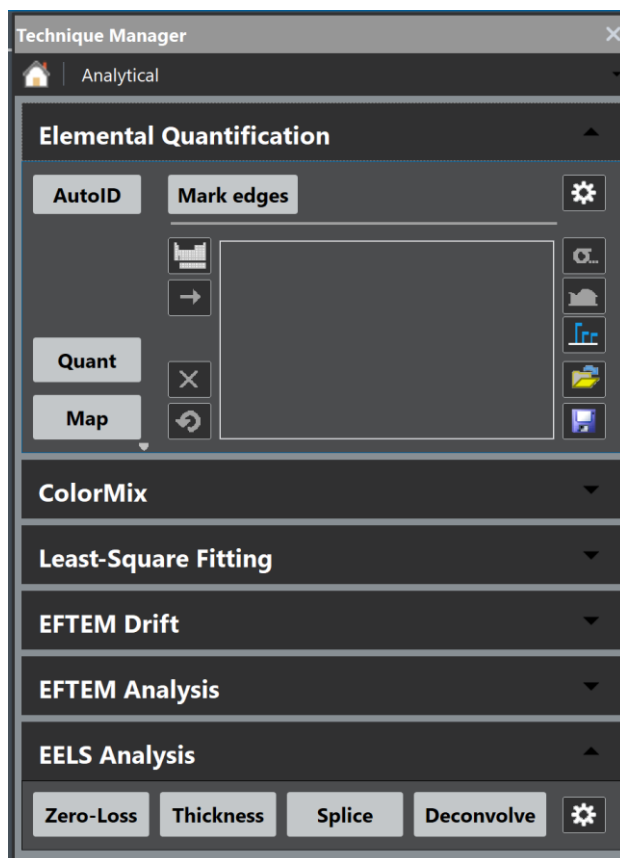 Technique Manager
Analytical
Elemental Quantification
AutoID
Mark edges
σ...
Quant
Map
ColorMix
Least-Square Fitting
EFTEM Drift
EFTEM Analysis
EELS Analysis
Zero-Loss Thickness Splice Deconvolve